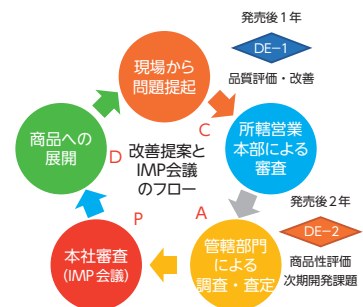 発売後1年
DE-1
品質評価・改善
現場から
問題提起
C
所轄営業
本部による
審査
発売後2年
DE-2
商品性評価
次期開発課題
A
管轄部門
による
調査・査定
P
本社審査
(IMP会議)
D
商品への
展開
改善提案と
IMP会議
のフロー